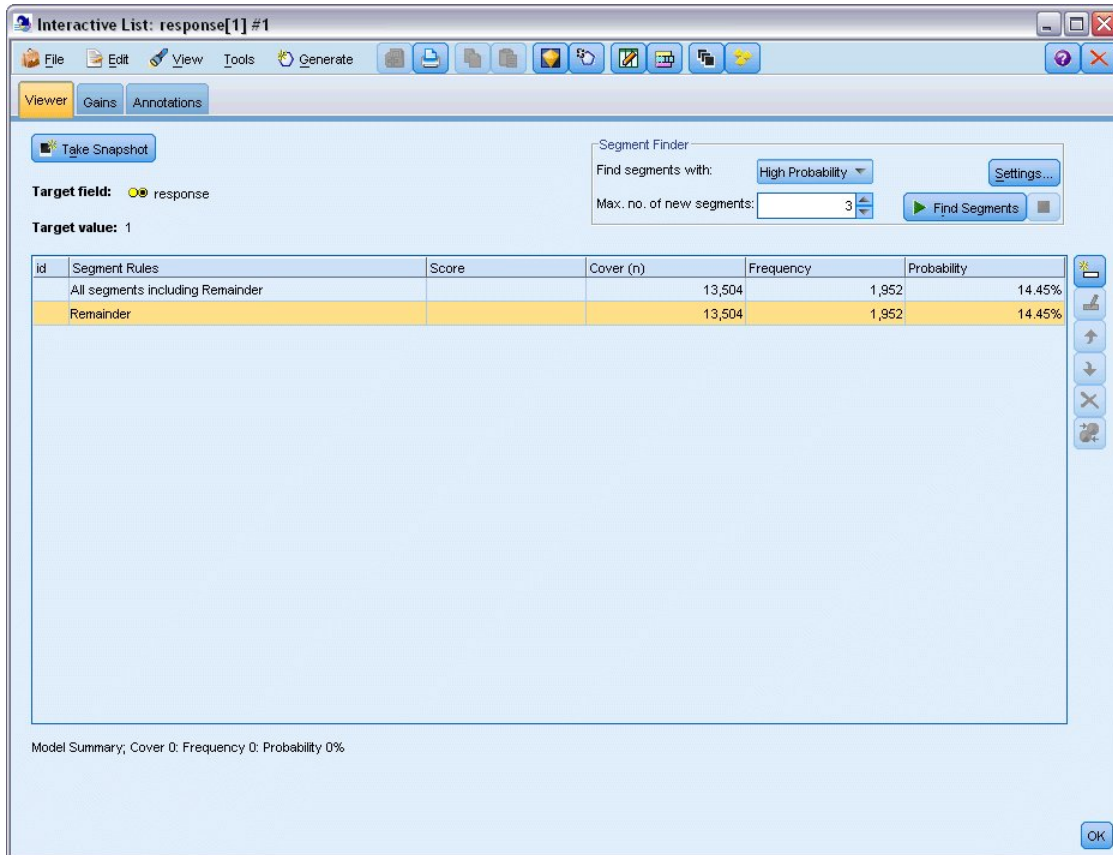 Interactive List: response[1] #1
File Edit View Tools Generate
Viewer Gains Annotations
Take Snapshot
Segment Finder
Find segments with: High Probability Settings...
Target field: response
Max. no. of new segments: 3 Find Segments
Target value: 1
id Segment Rules Score Cover (n) Frequency Probability
All segments including Remainder 13,504 1,952 14.45%
Remainder 13,504 1,952 14.45%
Model Summary; Cover 0: Frequency 0: Probability 0%
OK